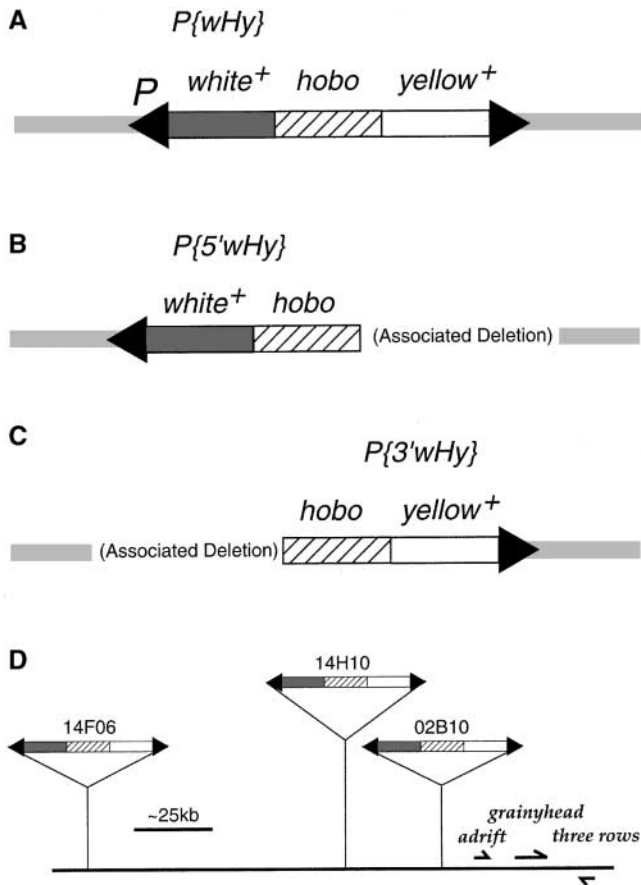 A
P{wHy}
P
white+ hobo yellow+
B
P{5'wHy}
white+ hobo
(Associated Deletion)
C
P{3'wHy}
hobo yellow+
(Associated Deletion)
D
14H10
14F06
02B10
~25kb
grainyhead
adrift
three rows